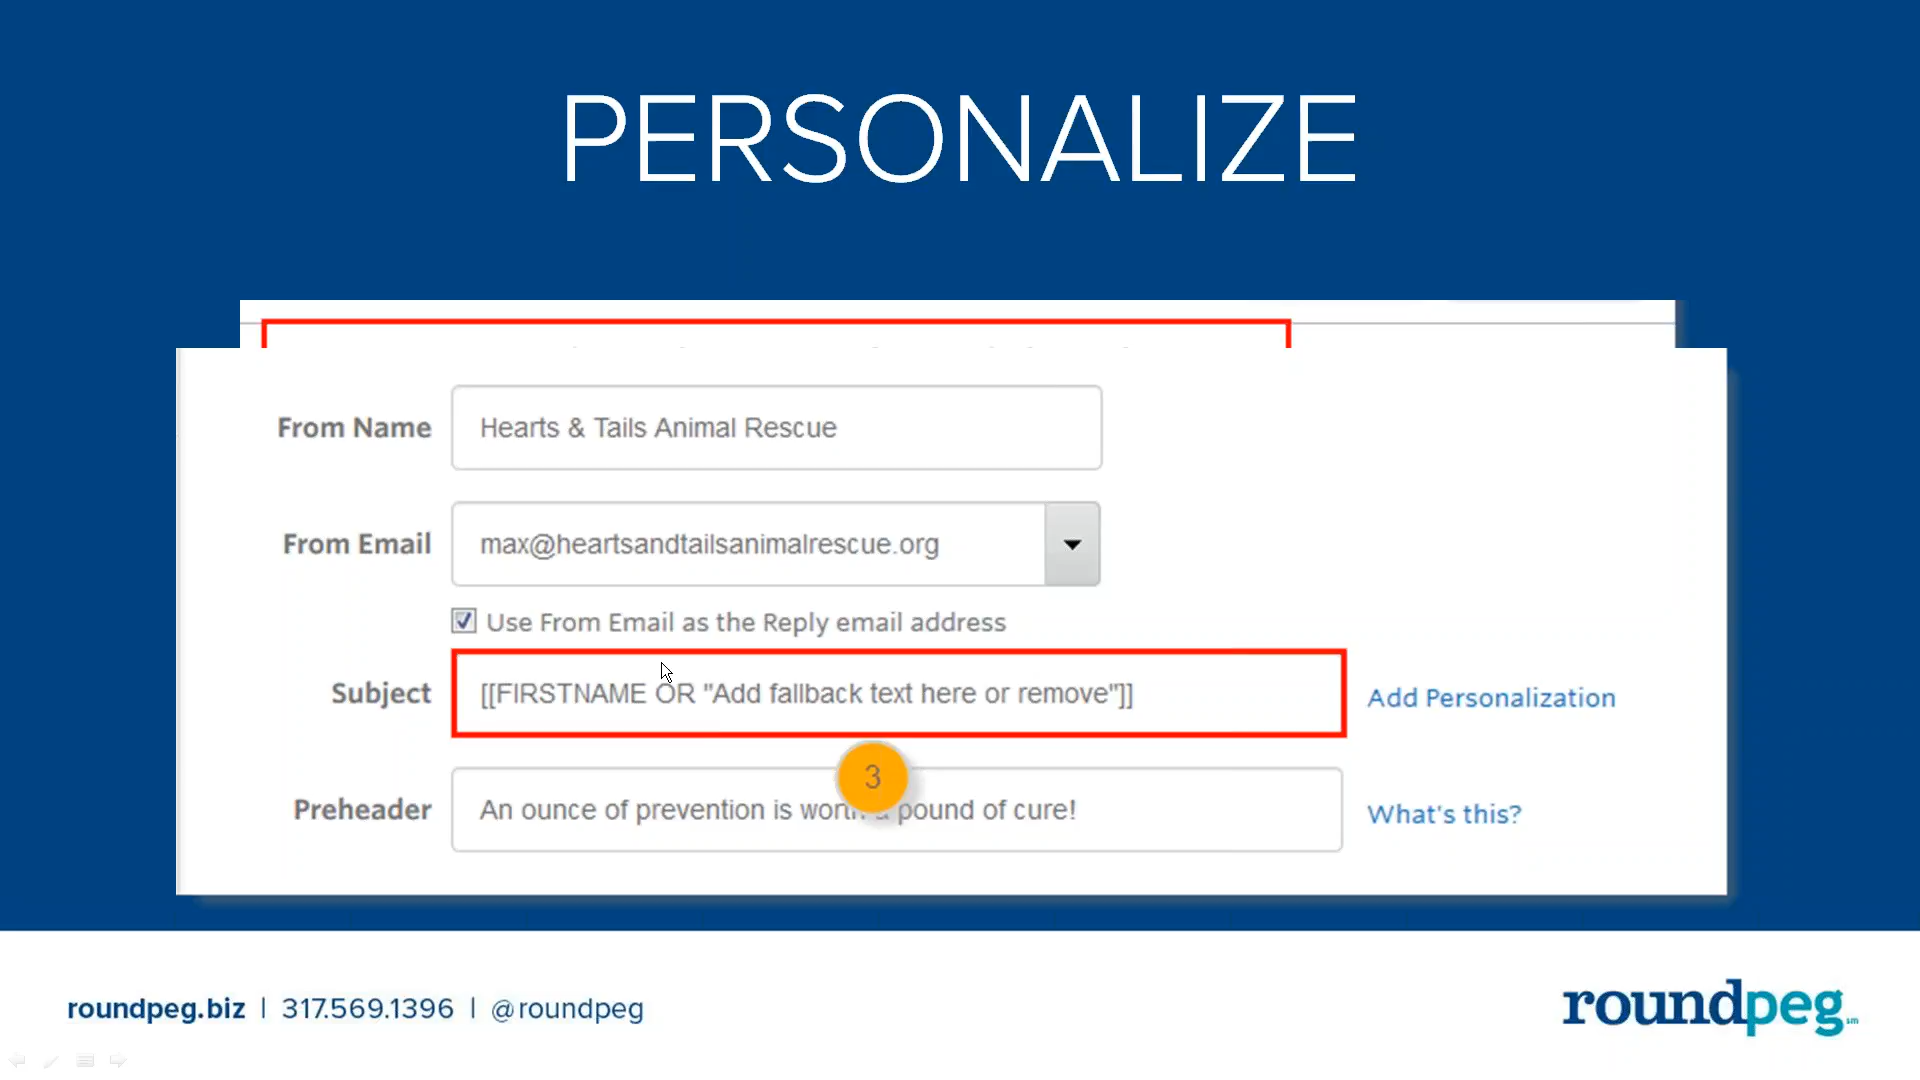 PERSONALIZE
From Name Hearts & Tails Animal Rescue
From Email max@heartsandtailsanimalrescue.org
Use From Email as the Reply email address
Subject [[FIRSTNAME OR "Add fallback text here or remove"]] Add Personalization
3
Preheader An ounce of prevention is pound of cure! What's this?
roundpeg.biz | 317.569.1396 | @roundpeg
roundpeg sm